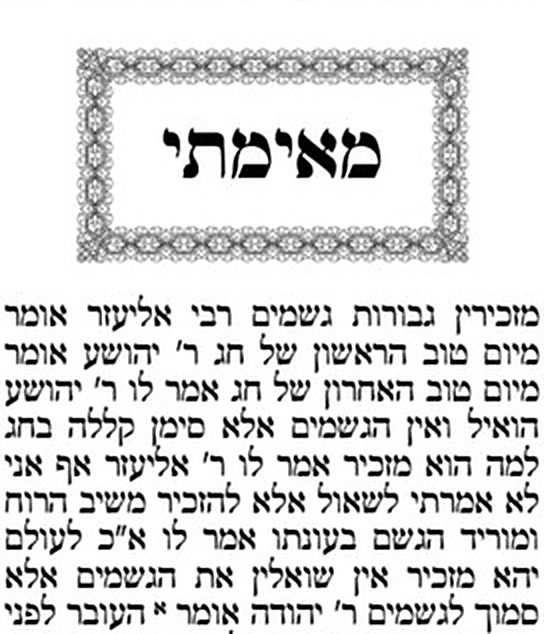 מאימתי
מזכירין גבורות גשמים רבי אליעזר אומר
מיום טוב הראשון של חג ר' יהושע אומר
מיום טוב האחרון של חג אמר לו ר' יהושע
הואיל ואין הגשמים אלא סימן קללה בחג
למה הוא מזכיר אמר לו ר' אליעזר אף אני
לא אמרתי לשאול אלא להזכיר משיב הרוח
ומוריד הגשם בעונתו אמר לו א"כ לעולם
יהא מזכיר אין שואלין את הגשמים אלא
סמוך לגשמים ר' יהודה אומר א העובר לפני